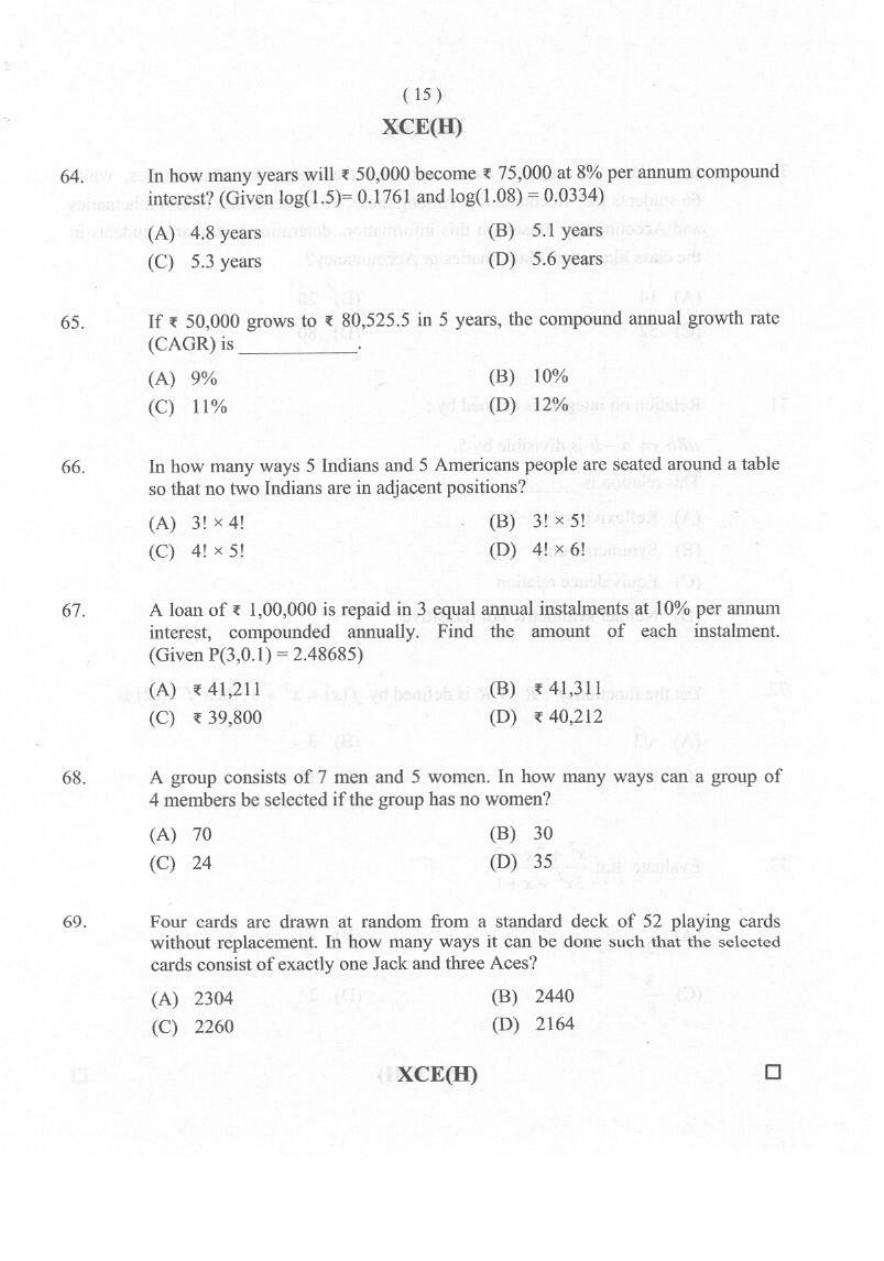 ( 15 )
XCE(H)
64. In how many years will ₹ 50,000 become ₹ 75,000 at 8% per annum compound
interest? (Given log(1.5)= 0.1761 and log(1.08) = 0.0334)
(A) 4.8 years (B) 5.1 years
(C) 5.3 years (D) 5.6 years
65. If ₹ 50,000 grows to ₹ 80,525.5 in 5 years, the compound annual growth rate
(CAGR) is ____________.
(A) 9% (B) 10%
(C) 11% (D) 12%
66. In how many ways 5 Indians and 5 Americans people are seated around a table
so that no two Indians are in adjacent positions?
(A) 3! × 4! (B) 3! × 5!
(C) 4! × 5! (D) 4! × 6!
67. A loan of ₹ 1,00,000 is repaid in 3 equal annual instalments at 10% per annum
interest, compounded annually. Find the amount of each instalment.
(Given P(3,0.1) = 2.48685)
(A) ₹ 41,211 (B) ₹ 41,311
(C) ₹ 39,800 (D) ₹ 40,212
68. A group consists of 7 men and 5 women. In how many ways can a group of
4 members be selected if the group has no women?
(A) 70 (B) 30
(C) 24 (D) 35
69. Four cards are drawn at random from a standard deck of 52 playing cards
without replacement. In how many ways it can be done such that the selected
cards consist of exactly one Jack and three Aces?
(A) 2304 (B) 2440
(C) 2260 (D) 2164
XCE(H)